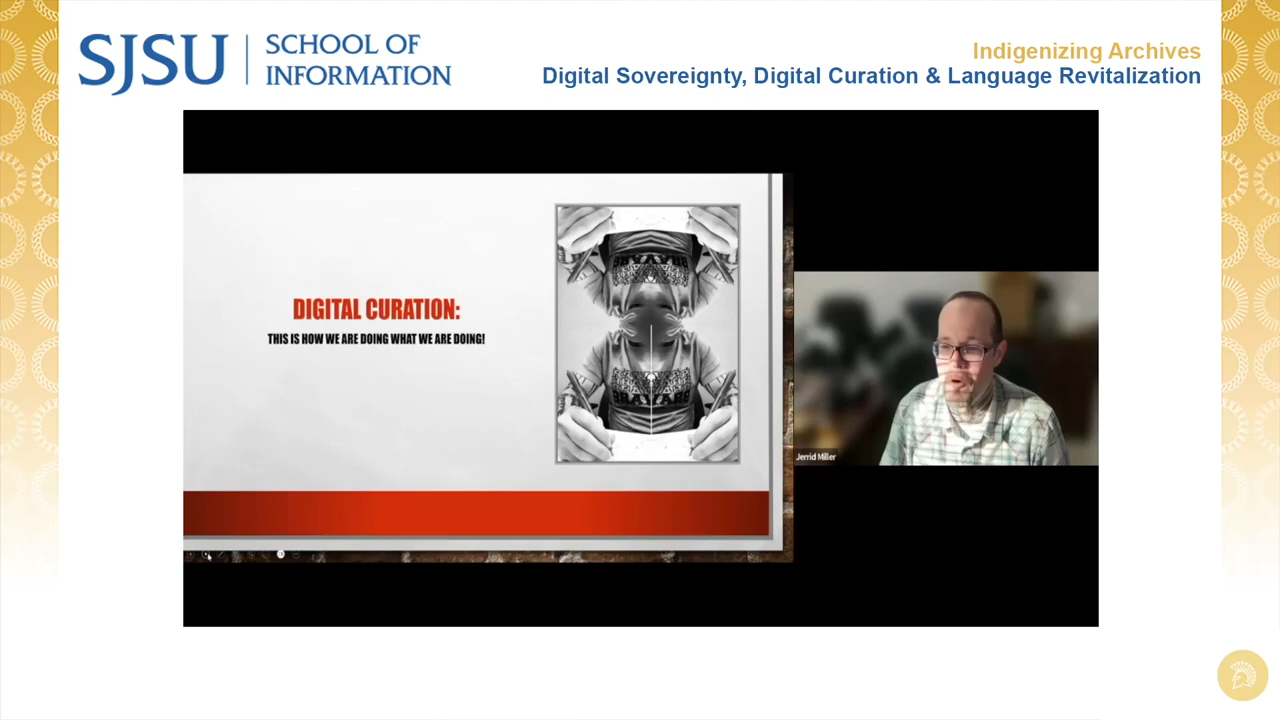 SJSU
SCHOOL OF
INFORMATION
Indigenizing Archives
Digital Sovereignty, Digital Curation & Language Revitalization
DIGITAL CURATION:
THIS IS HOW WE ARE DOING WHAT WE ARE DOING!
Jerrid Miller